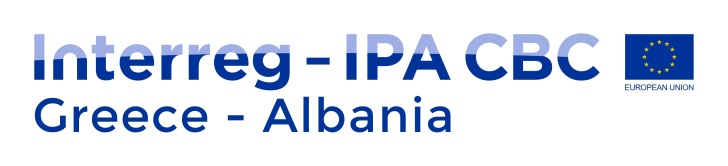 Interreg - IPA CBC
EUROPEAN UNION
Greece - Albania